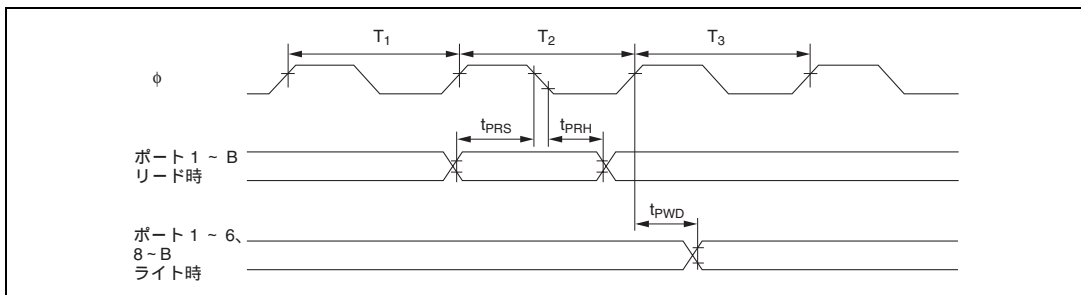 T1 T2 T3
φ
tPRS tPRH
ポート1 ~ B
リード時
tPWD
ポート1 ~ 6、
8~B
ライト時